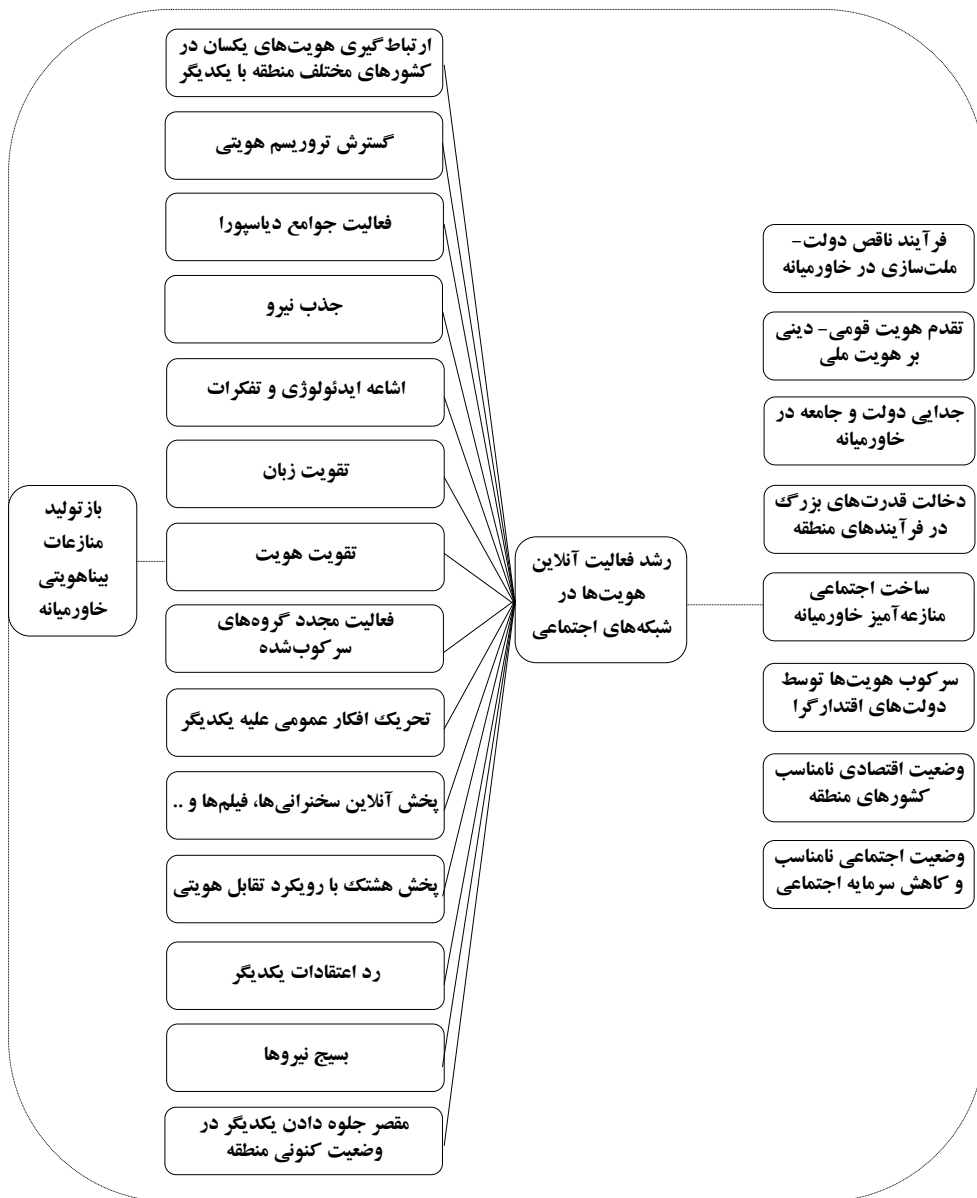 فرآیند ناقص دولت-
ملت‌سازی در خاورمیانه
تقدم هویت قومی- دینی
بر هویت ملی
جدایی دولت و جامعه در
خاورمیانه
دخالت قدرت‌های بزرگ
در فرآیندهای منطقه
ساخت اجتماعی
منازعه‌آمیز خاورمیانه
سرکوب هویت‌ها توسط
دولت‌های اقتدارگرا
وضعیت اقتصادی نامناسب
کشورهای منطقه
وضعیت اجتماعی نامناسب
و کاهش سرمایه اجتماعی
رشد فعالیت آنلاین
هویت‌ها در
شبکه‌های اجتماعی
ارتباط‌گیری هویت‌های یکسان در
کشورهای مختلف منطقه با یکدیگر
گسترش تروریسم هویتی
فعالیت جوامع دیاسپورا
جذب نیرو
اشاعه ایدئولوژی و تفکرات
تقویت زبان
تقویت هویت
فعالیت مجدد گروه‌های
سرکوب‌شده
تحریک افکار عمومی علیه یکدیگر
پخش آنلاین سخنرانی‌ها، فیلم‌ها و ..
پخش هشتک با رویکرد تقابل هویتی
رد اعتقادات یکدیگر
بسیج نیروها
مقصر جلوه دادن یکدیگر در
وضعیت کنونی منطقه
بازتولید
منازعات
بیناهویتی
خاورمیانه